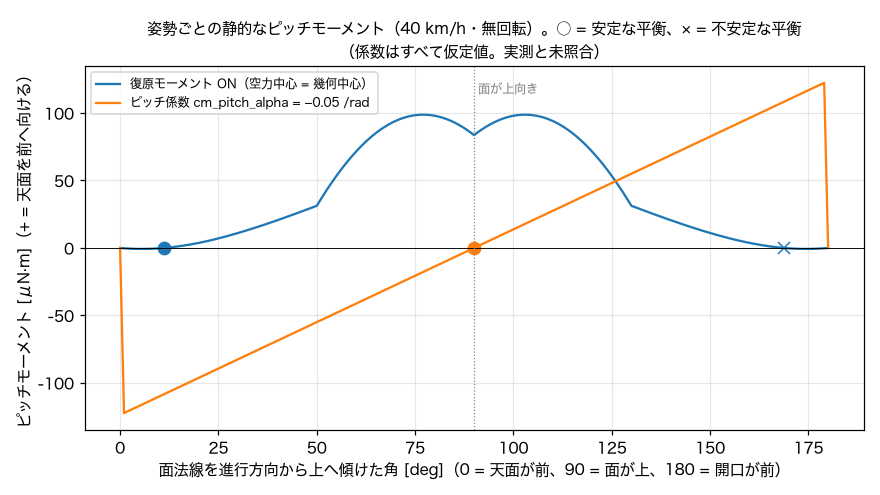 姿勢ごとの静的なピッチモーメント（40 km/h・無回転）。○ = 安定な平衡、× = 不安定な平衡
（係数はすべて仮定値。実測と未照合）
復原モーメント ON（空力中心 = 幾何中心）
ピッチ係数 cm_pitch_alpha = −0.05 /rad
面が上向き
ピッチモーメント [μN·m]（+ = 天面を前へ向ける）
100
50
0
-50
-100
0 25 50 75 100 125 150 175
面法線を進行方向から上へ傾けた角 [deg]（0 = 天面が前、90 = 面が上、180 = 開口が前）